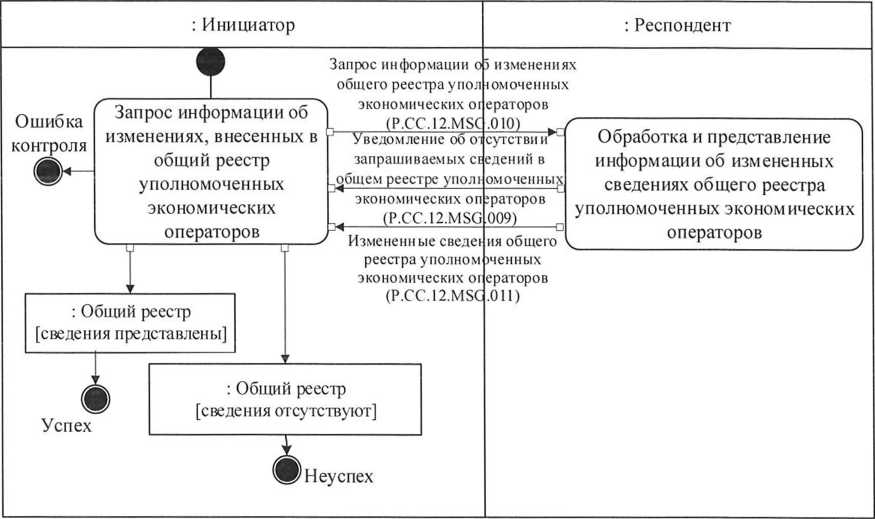 : Инициатор
: Респондент
Запрос информации об изменениях
общего реестра уполномоченных
экономических операторов
(P.CC.12.MSG.010)
Ошибка
контроля
Запрос информации об
изменениях, внесенных в
общий реестр
уполномоченных
экономических
операторов
Уведомление об отсутствии
запрашиваемых сведений в
общем реестре уполномоченных
экономических операторов
(P.CC.12.MSG.009)
Обработка и представление
информации об измененных
сведениях общего реестра
уполномоченных экономических
операторов
Измененные сведения общего
реестра уполномоченных
экономических операторов
(P.CC.12.MSG.011)
: Общий реестр
[сведения представлены]
: Общий реестр
[сведения отсутствуют]
Успех
Неуспех